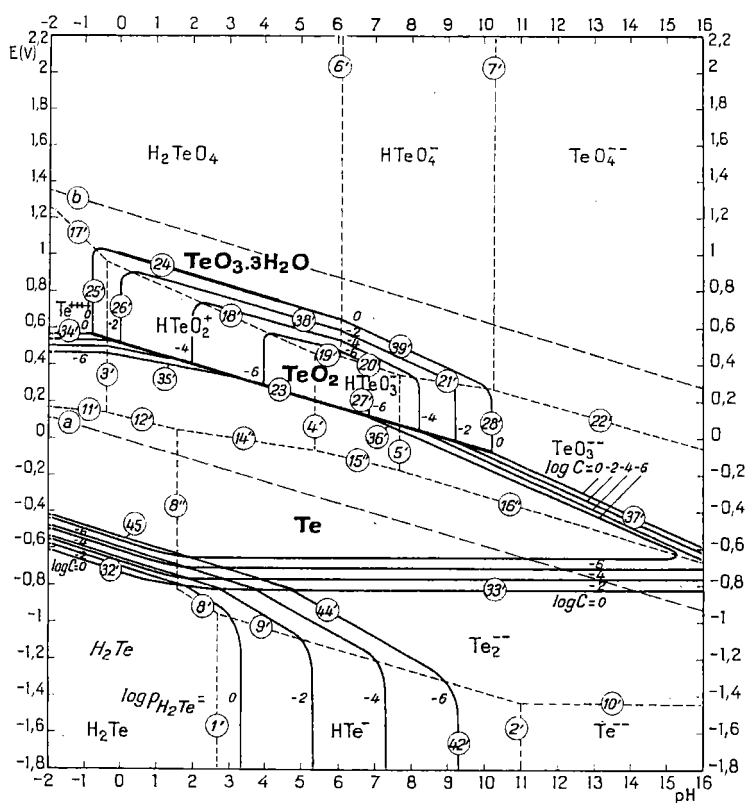 -2 -1 0 1 2 3 4 5 6 7 8 9 10 11 12 13 14 15 16
2,2 2,2
E(V)
2 6' 7' 2
1,8 1,8
1,6 H₂TeO₄ HTeO₄⁻ TeO₄⁻⁻ 1,6
1,4 1,4
b
1,2 1,2
17'
1 TeO₃.3H₂O 1
24
0,8 25' 26' 0 0,8
Te⁺⁺⁺⁺ HTeO₂⁺ 18' 38' -2 39'
0,6 0 -2 -4 0,6
34' 0 -4 19' -6 20'
0,4 -6 TeO₂ HTeO₃⁻ 21' 0,4
-6 3' 35' 23 27' -6 -4 -2 28'
0,2 11' 36' 0 22' 0,2
a 12' 4'
0 14'' 5' TeO₃⁻⁻ 0
15'' log C=0-2-4-6
-0,2 -0,2
8'' 16''
-0,4 Te 37' -0,4
45
-0,6 -6 -4 -2 -6 -0,6
logC=0 32' -4
-0,8 33' -2 -0,8
8' 44' logC=0
-1 9' -1
H₂Te Te₂⁻⁻
-1,2 -1,2
log pH₂Te= 0 -2 -4 -6
-1,4 10' -1,4
-1,6 H₂Te 1' HTe⁻ 42' 2' Te⁻⁻ -1,6
-1,8 -1,8
-2 -1 0 1 2 3 4 5 6 7 8 9 10 11 12 13 14 15 16
pH